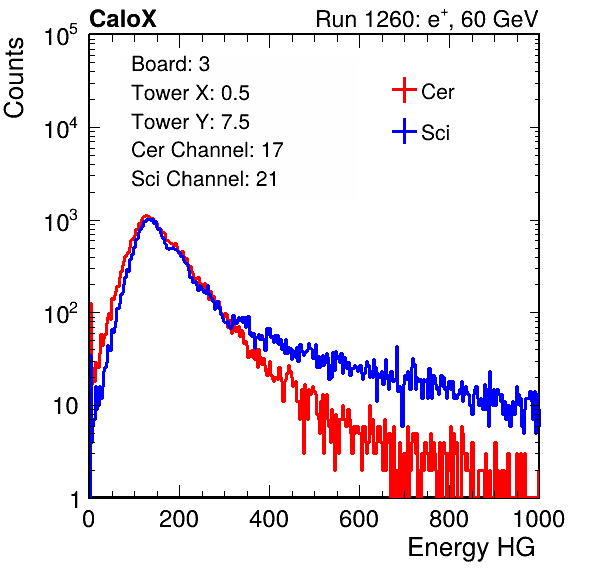 CaloX Run 1260: e⁺, 60 GeV
Counts
Board: 3
Tower X: 0.5
Tower Y: 7.5
Cer Channel: 17
Sci Channel: 21
Cer
Sci
10⁵
10⁴
10³
10²
10
1
0 200 400 600 800 1000
Energy HG